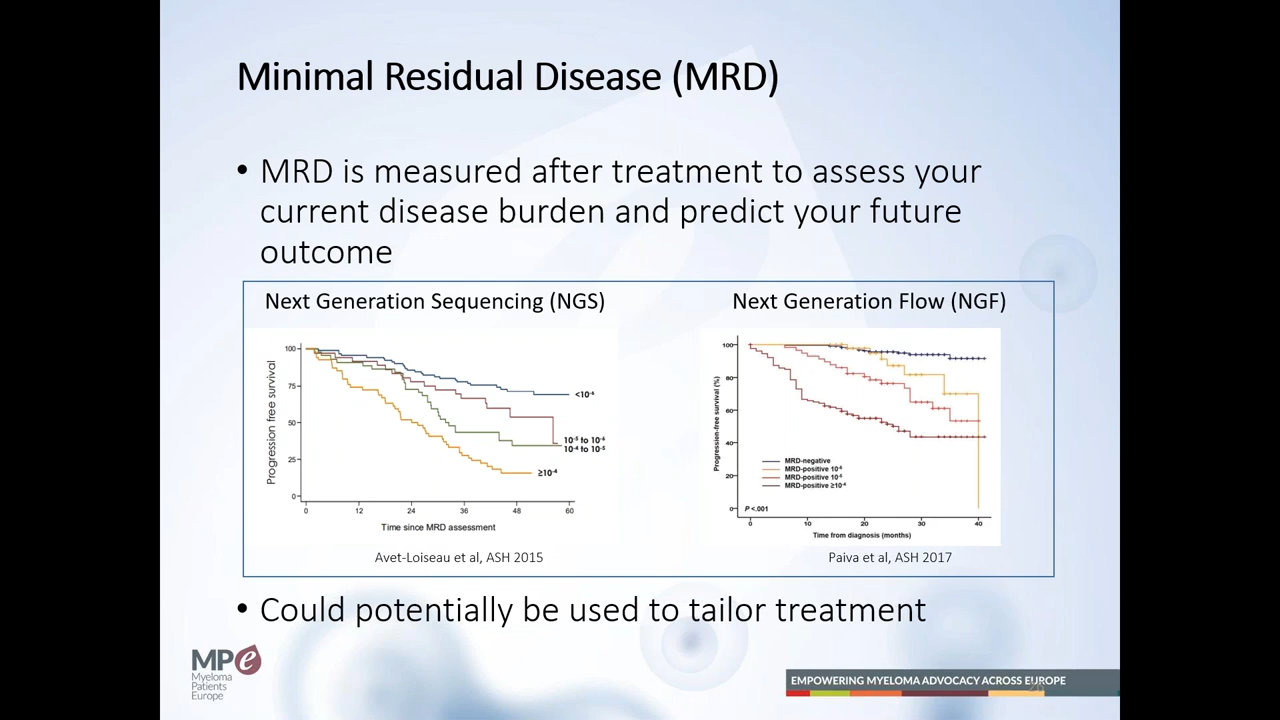 Minimal Residual Disease (MRD)
• MRD is measured after treatment to assess your
current disease burden and predict your future
outcome
Next Generation Sequencing (NGS)
Progression free survival
100
75
50
25
0
0 12 24 36 48 60
Time since MRD assessment
<10⁻⁶
10⁻⁵ to 10⁻⁶
10⁻⁴ to 10⁻⁵
≥10⁻⁴
Avet-Loiseau et al, ASH 2015
Next Generation Flow (NGF)
Progression-free survival (%)
100
80
60
40
20
0
MRD-negative
MRD-positive 10⁻⁶
MRD-positive 10⁻⁵
MRD-positive ≥10⁻⁴
P <.001
0 10 20 30 40
Time from diagnosis (months)
Paiva et al, ASH 2017
• Could potentially be used to tailor treatment
MPe
Myeloma
Patients
Europe
EMPOWERING MYELOMA ADVOCACY ACROSS EUROPE